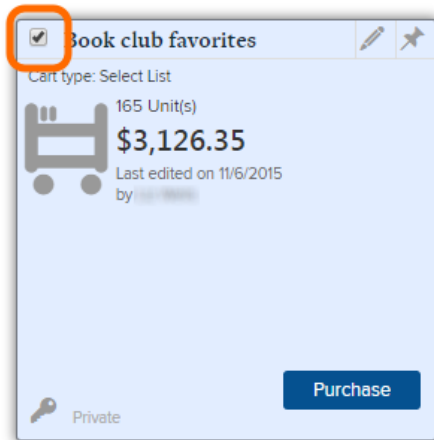 Book club favorites
Cart type: Select List
165 Unit(s)
$3,126.35
Last edited on 11/6/2015
by
Purchase
Private